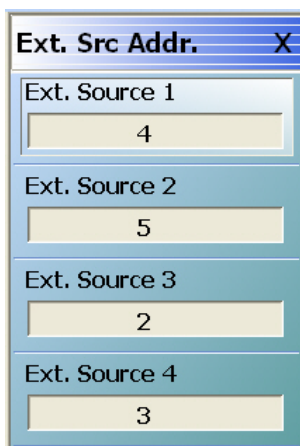 Ext. Src Addr. X
Ext. Source 1
4
Ext. Source 2
5
Ext. Source 3
2
Ext. Source 4
3